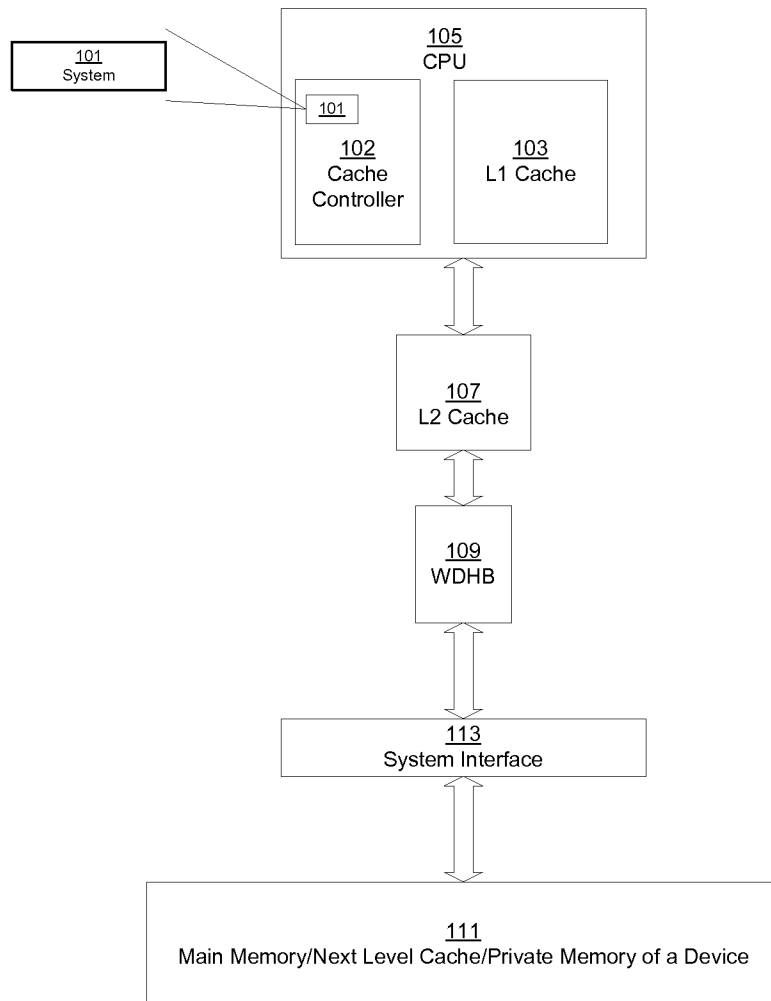 101
System
105
CPU
101
102
Cache
Controller
103
L1 Cache
107
L2 Cache
109
WDHB
113
System Interface
111
Main Memory/Next Level Cache/Private Memory of a Device